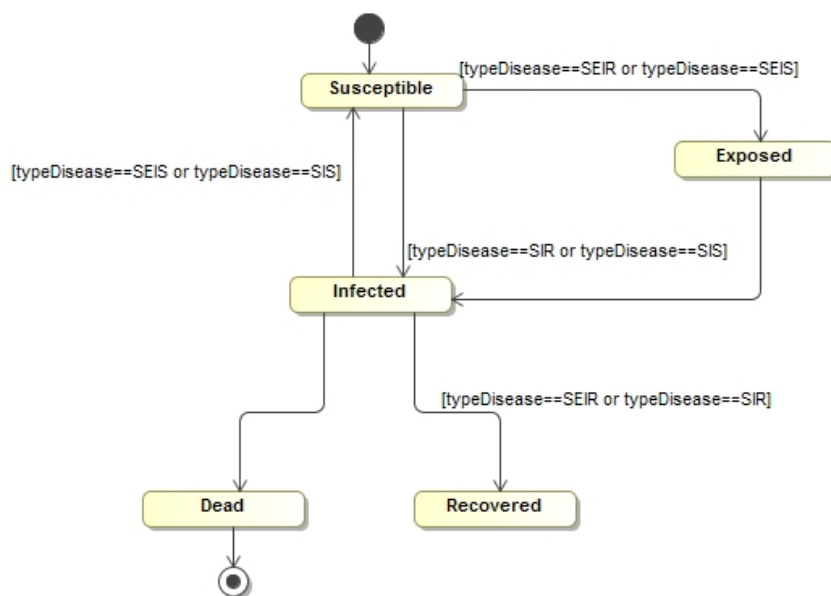 [typeDisease==SEIR or typeDisease==SEIS]
Susceptible
Exposed
[typeDisease==SEIS or typeDisease==SIS]
[typeDisease==SIR or typeDisease==SIS]
Infected
[typeDisease==SEIR or typeDisease==SIR]
Dead
Recovered